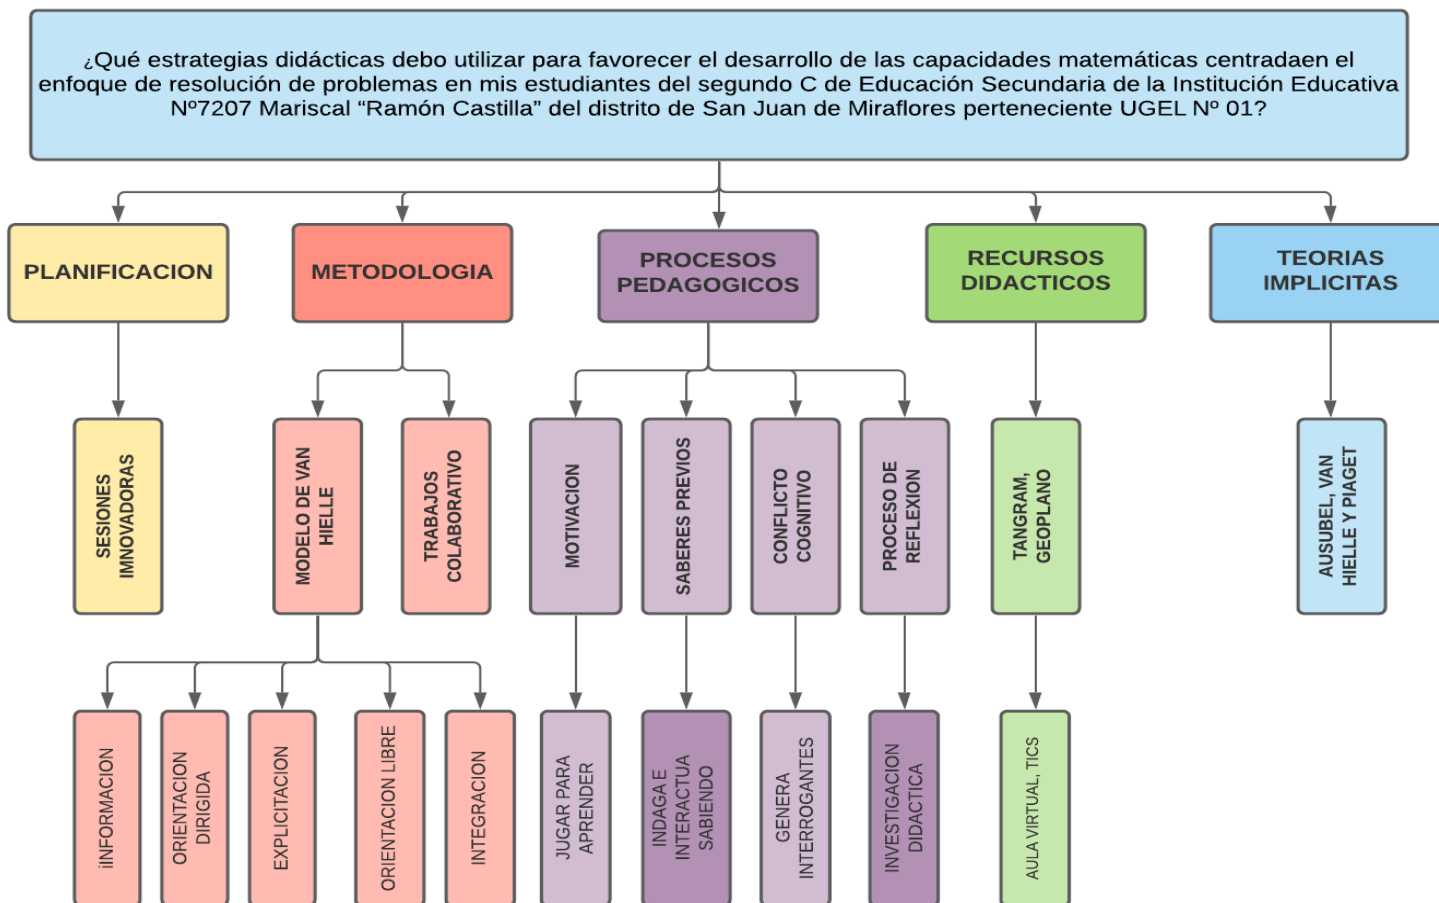 ¿Qué estrategias didácticas debo utilizar para favorecer el desarrollo de las capacidades matemáticas centradaen el
enfoque de resolución de problemas en mis estudiantes del segundo C de Educación Secundaria de la Institución Educativa
Nº7207 Mariscal “Ramón Castilla” del distrito de San Juan de Miraflores perteneciente UGEL Nº 01?
PLANIFICACION
METODOLOGIA
PROCESOS
PEDAGOGICOS
RECURSOS
DIDACTICOS
TEORIAS
IMPLICITAS
SESIONES
IMNOVADORAS
MODELO DE VAN
HIELLE
TRABAJOS
COLABORATIVO
MOTIVACION
SABERES PREVIOS
CONFLICTO
COGNITIVO
PROCESO DE
REFLEXION
TANGRAM,
GEOPLANO
AUSUBEL, VAN
HIELLE Y PIAGET
iINFORMACION
ORIENTACION
DIRIGIDA
EXPLICITACION
ORIENTACION LIBRE
INTEGRACION
JUGAR PARA
APRENDER
INDAGA E
INTERACTUA
SABIENDO
GENERA
INTERROGANTES
INVESTIGACION
DIDACTICA
AULA VIRTUAL, TICS